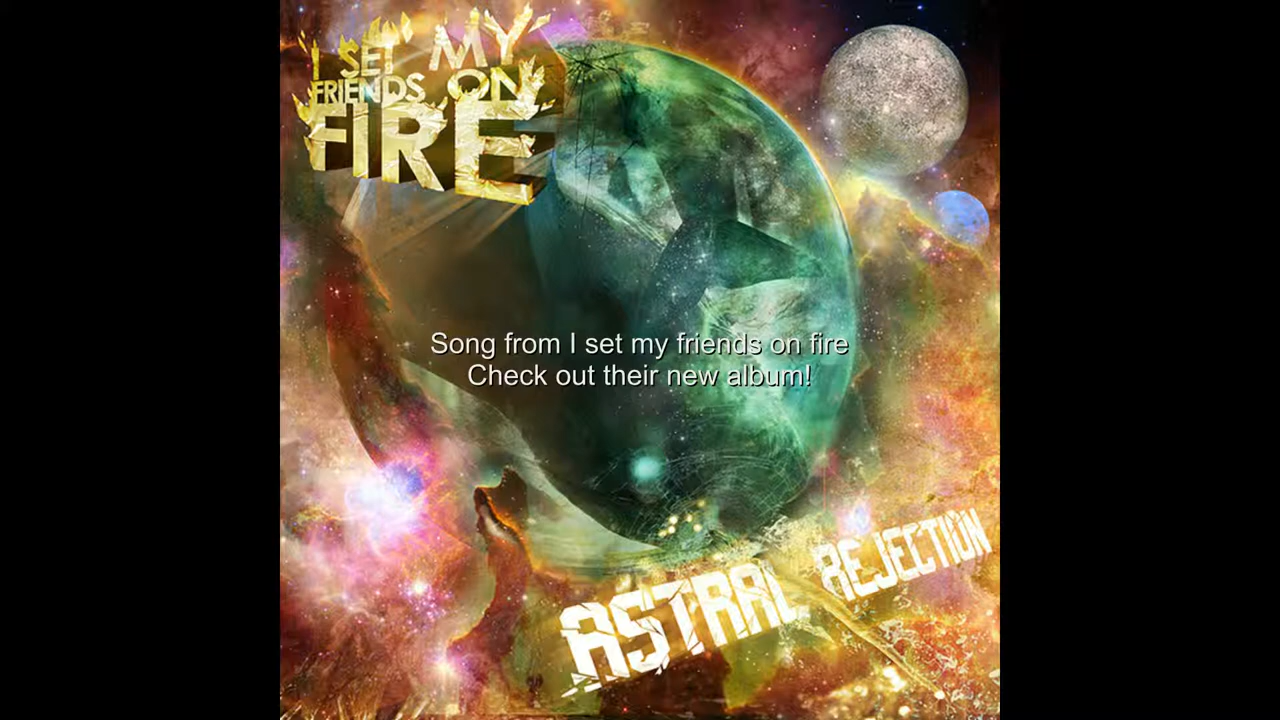 I SET MY
FRIENDS ON
FIRE
Song from I set my friends on fire
Check out their new album!
ASTRAL REJECTION